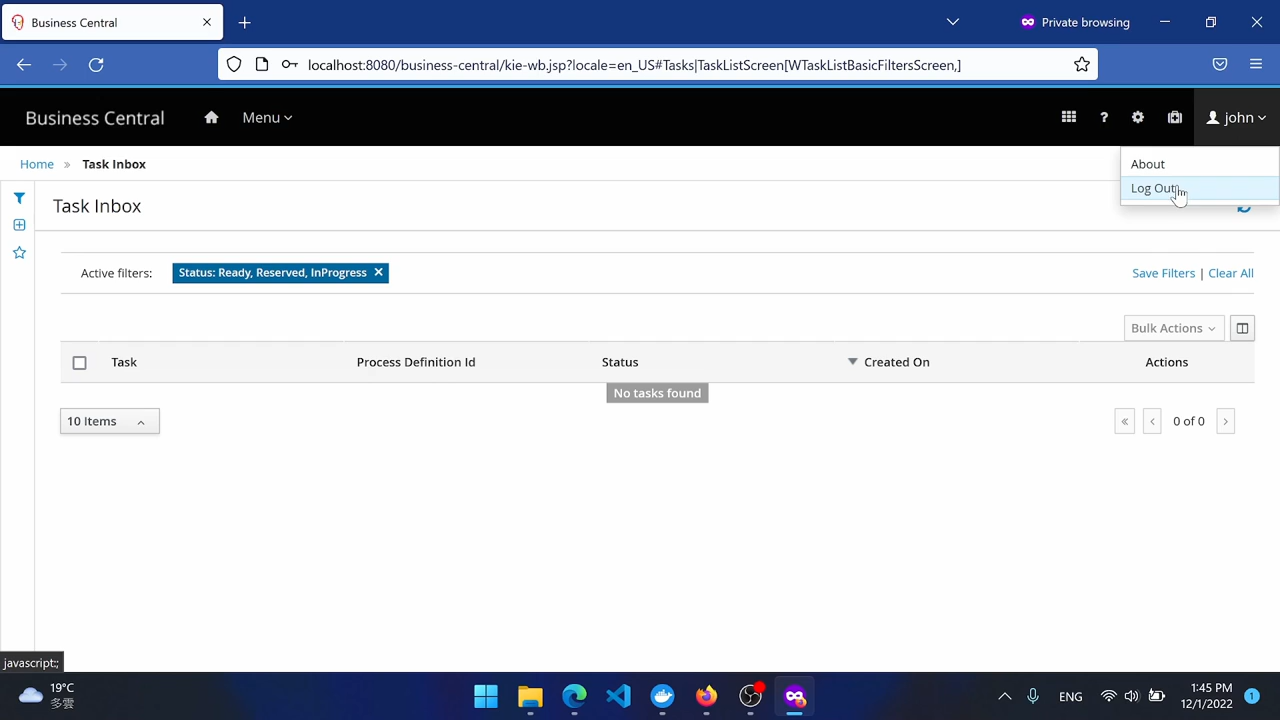 Business Central
Private browsing
localhost:8080/business-central/kie-wb.jsp?locale=en_US#Tasks|TaskListScreen[WTaskListBasicFiltersScreen,]
Business Central
Menu
?
john
Home » Task Inbox
About
Log Out
Task Inbox
Active filters:
Status: Ready, Reserved, InProgress ×
Save Filters | Clear All
Bulk Actions
Task
Process Definition Id
Status
Created On
Actions
No tasks found
10 Items
« ‹ 0 of 0 ›
javascript:;
19°C
多雲
ENG
1:45 PM
12/1/2022
1